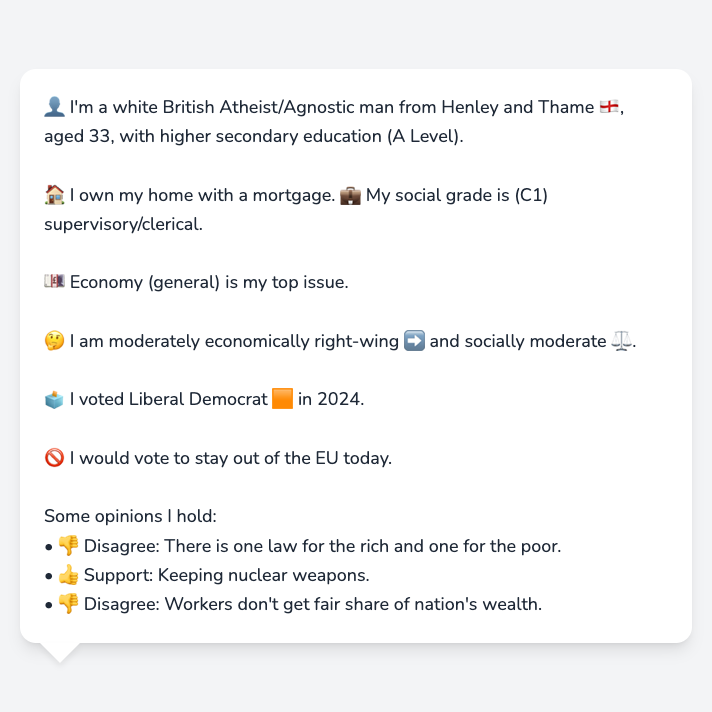 👤 I'm a white British Atheist/Agnostic man from Henley and Thame 🏴󠁧󠁢󠁥󠁮󠁧󠁿,
aged 33, with higher secondary education (A Level).
🏠 I own my home with a mortgage. 💼 My social grade is (C1)
supervisory/clerical.
💷 Economy (general) is my top issue.
🤔 I am moderately economically right-wing ➡️ and socially moderate ⚖️.
🗳️ I voted Liberal Democrat 🟧 in 2024.
🚫 I would vote to stay out of the EU today.
Some opinions I hold:
• 👎 Disagree: There is one law for the rich and one for the poor.
• 👍 Support: Keeping nuclear weapons.
• 👎 Disagree: Workers don't get fair share of nation's wealth.